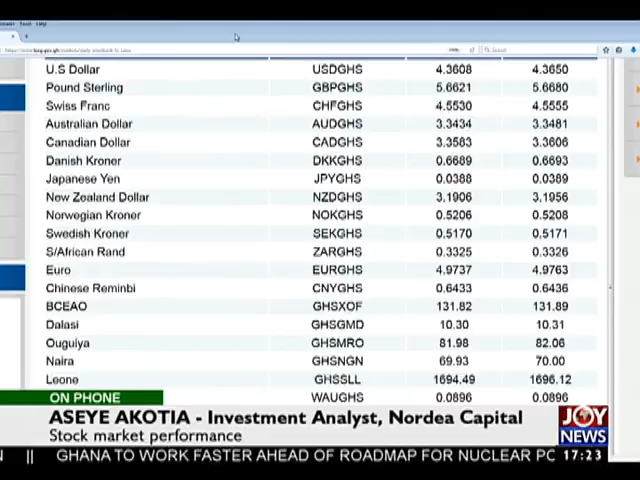 U.S Dollar USDGHS 4.3608 4.3650
Pound Sterling GBPGHS 5.6621 5.6680
Swiss Franc CHFGHS 4.5530 4.5555
Australian Dollar AUDGHS 3.3434 3.3481
Canadian Dollar CADGHS 3.3583 3.3606
Danish Kroner DKKGHS 0.6689 0.6693
Japanese Yen JPYGHS 0.0388 0.0389
New Zealand Dollar NZDGHS 3.1906 3.1956
Norwegian Kroner NOKGHS 0.5206 0.5208
Swedish Kroner SEKGHS 0.5170 0.5171
S/African Rand ZARGHS 0.3325 0.3326
Euro EURGHS 4.9737 4.9763
Chinese Reminbi CNYGHS 0.6433 0.6436
BCEAO GHSXOF 131.82 131.89
Dalasi GHSGMD 10.30 10.31
Ouguiya GHSMRO 81.98 82.06
Naira GHSNGN 69.93 70.00
Leone GHSSLL 1694.49 1696.12
WAUGHS 0.0896 0.0896
ON PHONE
ASEYE AKOTIA - Investment Analyst, Nordea Capital
Stock market performance
JOY
NEWS
|| GHANA TO WORK FASTER AHEAD OF ROADMAP FOR NUCLEAR PO
17:23